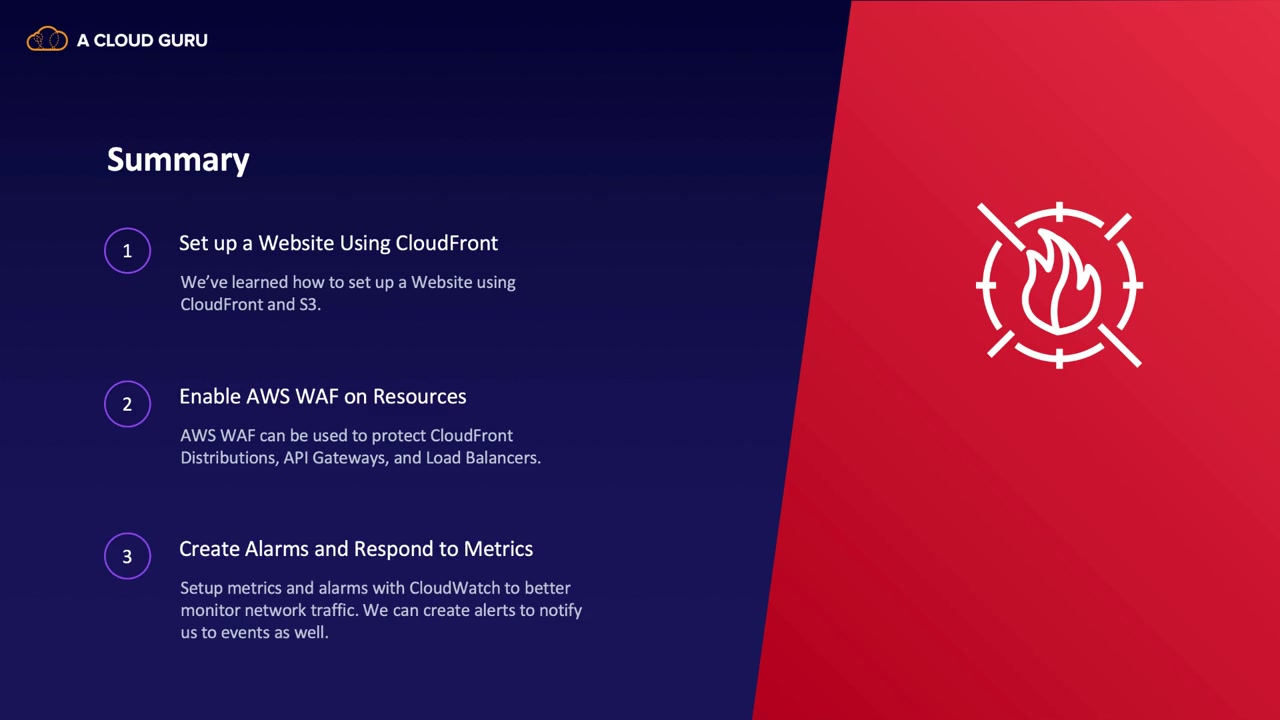 A CLOUD GURU
Summary
1
Set up a Website Using CloudFront
We’ve learned how to set up a Website using
CloudFront and S3.
2
Enable AWS WAF on Resources
AWS WAF can be used to protect CloudFront
Distributions, API Gateways, and Load Balancers.
3
Create Alarms and Respond to Metrics
Setup metrics and alarms with CloudWatch to better
monitor network traffic. We can create alerts to notify
us to events as well.